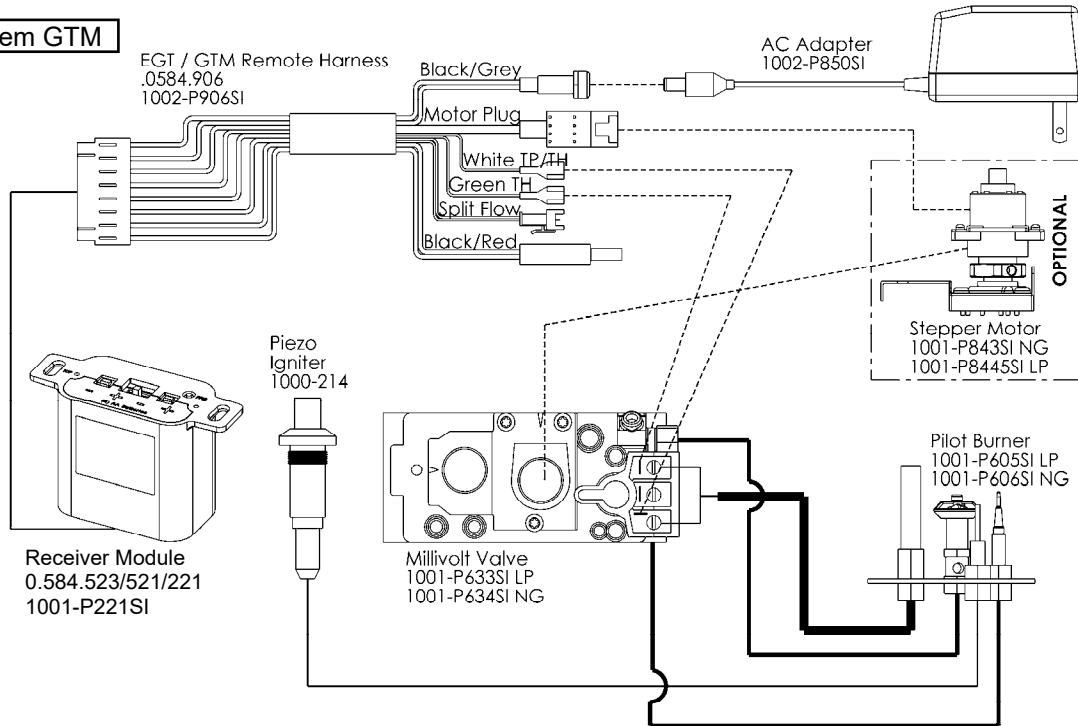 em GTM
EGT / GTM Remote Harness
.0584.906
1002-P906SI
Black/Grey
Motor Plug
White TP/TH
Green TH
Split Flow
Black/Red
AC Adapter
1002-P850SI
OPTIONAL
Stepper Motor
1001-P843SI NG
1001-P8445SI LP
Piezo
Igniter
1000-214
Receiver Module
0.584.523/521/221
1001-P221SI
Millivolt Valve
1001-P633SI LP
1001-P634SI NG
Pilot Burner
1001-P605SI LP
1001-P606SI NG